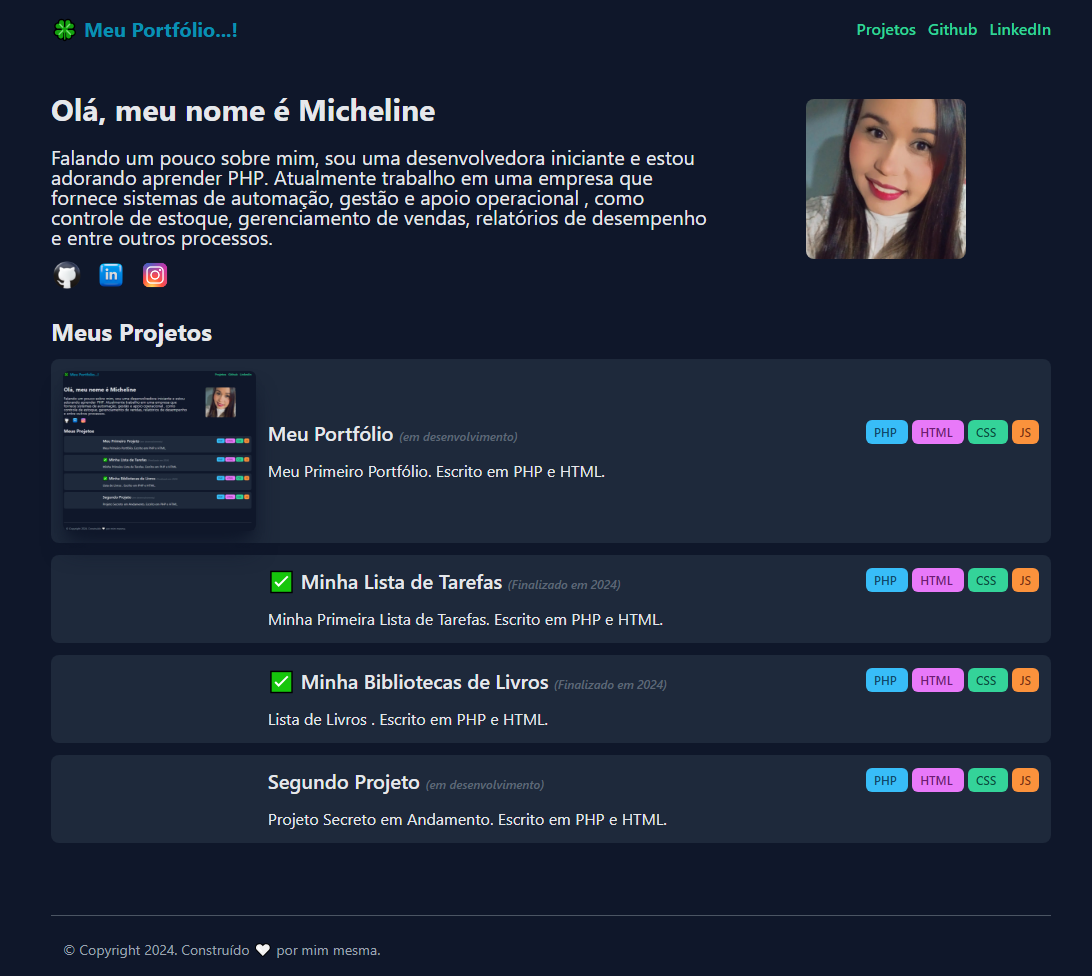 🍀 Meu Portfólio...!
Projetos Github LinkedIn
Olá, meu nome é Micheline
Falando um pouco sobre mim, sou uma desenvolvedora iniciante e estou
adorando aprender PHP. Atualmente trabalho em uma empresa que
fornece sistemas de automação, gestão e apoio operacional , como
controle de estoque, gerenciamento de vendas, relatórios de desempenho
e entre outros processos.
in
Meus Projetos
Meu Portfólio (em desenvolvimento)
PHP HTML CSS JS
Meu Primeiro Portfólio. Escrito em PHP e HTML.
✅ Minha Lista de Tarefas (Finalizado em 2024)
PHP HTML CSS JS
Minha Primeira Lista de Tarefas. Escrito em PHP e HTML.
✅ Minha Bibliotecas de Livros (Finalizado em 2024)
PHP HTML CSS JS
Lista de Livros . Escrito em PHP e HTML.
Segundo Projeto (em desenvolvimento)
PHP HTML CSS JS
Projeto Secreto em Andamento. Escrito em PHP e HTML.
© Copyright 2024. Construído 🤍 por mim mesma.